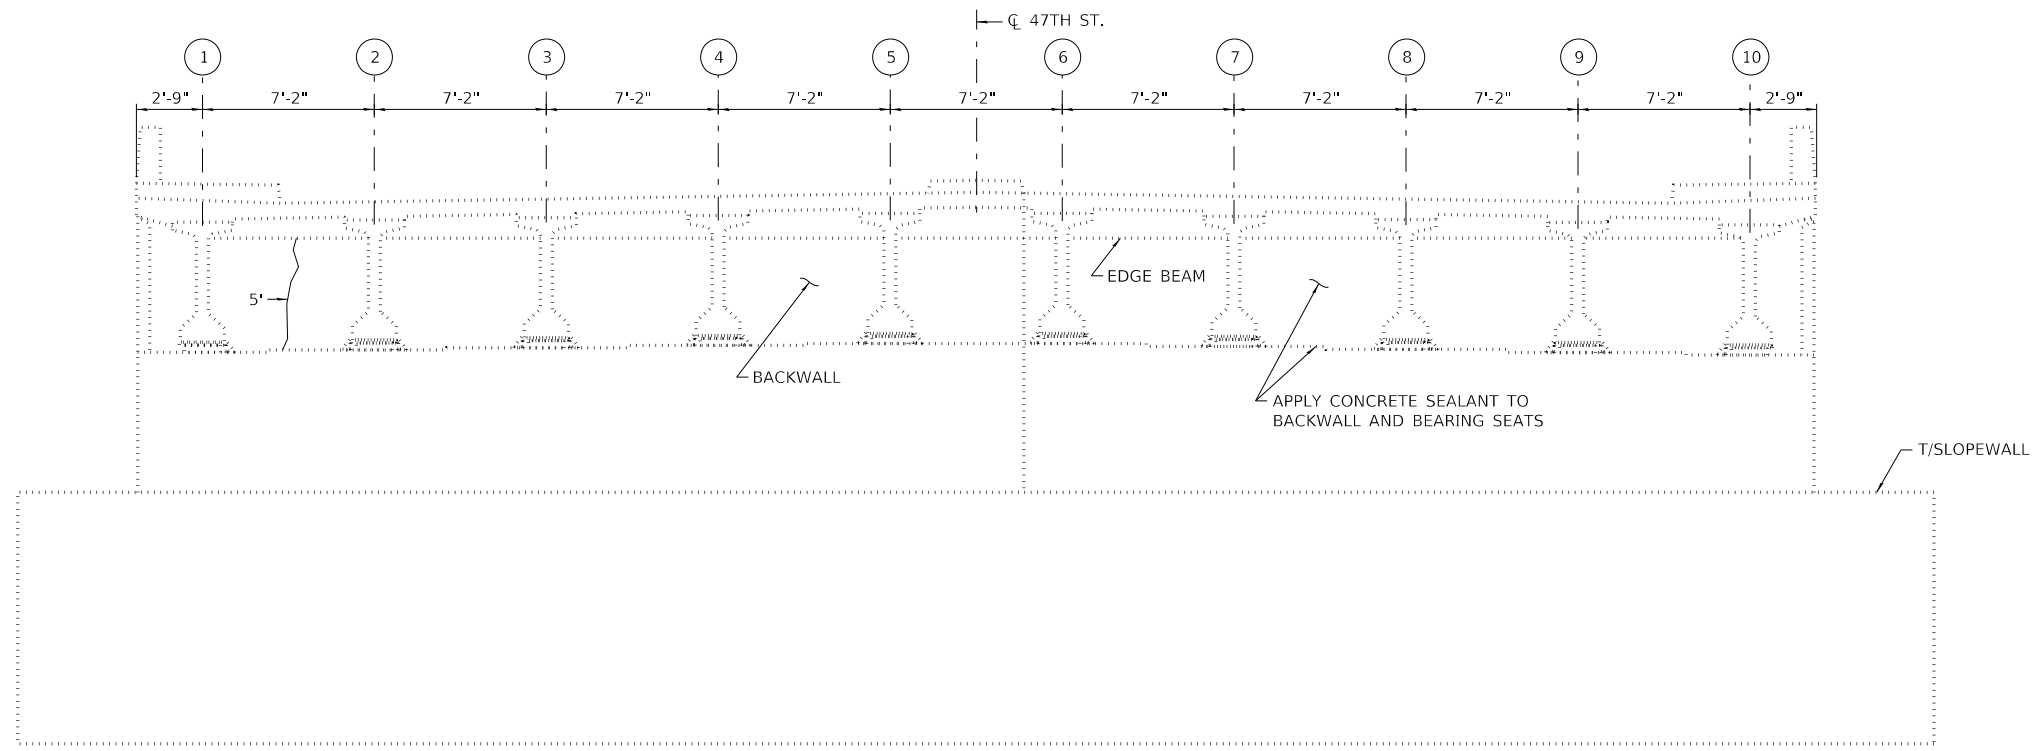 ℄ 47TH ST.
1 2 3 4 5 6 7 8 9 10
2'-9" 7'-2" 7'-2" 7'-2" 7'-2" 7'-2" 7'-2" 7'-2" 7'-2" 7'-2" 2'-9"
EDGE BEAM
5'
BACKWALL
APPLY CONCRETE SEALANT TO
BACKWALL AND BEARING SEATS
T/SLOPEWALL